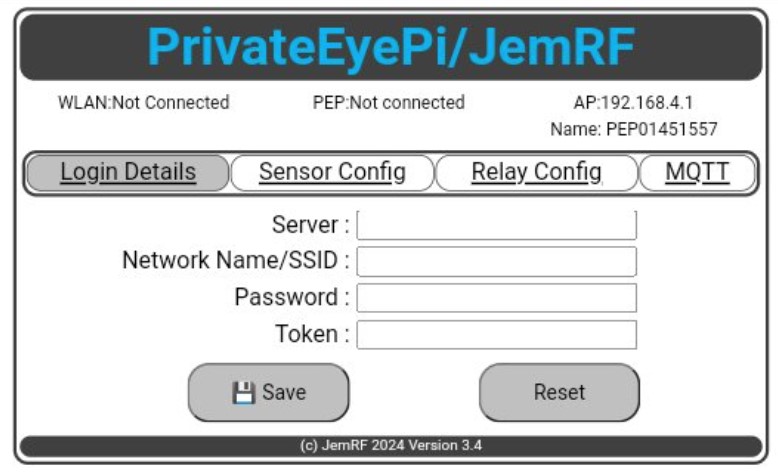 PrivateEyePi/JemRF
WLAN:Not Connected PEP:Not connected AP:192.168.4.1
Name: PEP01451557
Login Details Sensor Config Relay Config MQTT
Server :
Network Name/SSID :
Password :
Token :
💾 Save Reset
(c) JemRF 2024 Version 3.4